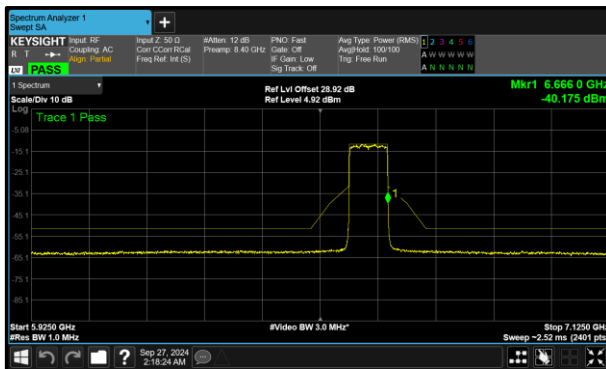 Spectrum Analyzer 1
Swept SA
KEYSIGHT
R T
LXI PASS
Input: RF
Coupling: AC
Align: Partial
Input Z: 50 Ω
Corr CCorr RCal
Freq Ref: Int (S)
#Atten: 12 dB
Preamp: 8.40 GHz
PNO: Fast
Gate: Off
IF Gain: Low
Sig Track: Off
Avg Type: Power (RMS)
Avg|Hold: 100/100
Trig: Free Run
1 2 3 4 5 6
A W W W W W
A N N N N N
1 Spectrum
Scale/Div 10 dB
Ref Lvl Offset 28.92 dB
Ref Level 4.92 dBm
Mkr1 6.666 0 GHz
-40.175 dBm
Log
Trace 1 Pass
-5.08
-15.1
-25.1
-35.1
-45.1
-55.1
-65.1
-75.1
-85.1
1
Start 5.9250 GHz
#Res BW 1.0 MHz
#Video BW 3.0 MHz*
Stop 7.1250 GHz
Sweep ~2.52 ms (2401 pts)
?
Sep 27, 2024
2:18:24 AM